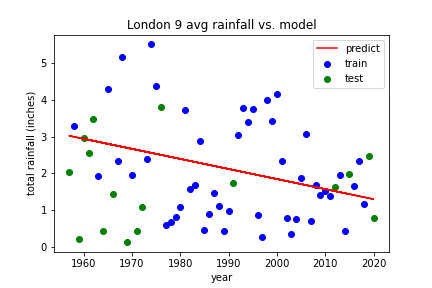 London 9 avg rainfall vs. model
predict
train
test
total rainfall (inches)
5
4
3
2
1
0
1960
1970
1980
1990
2000
2010
2020
year